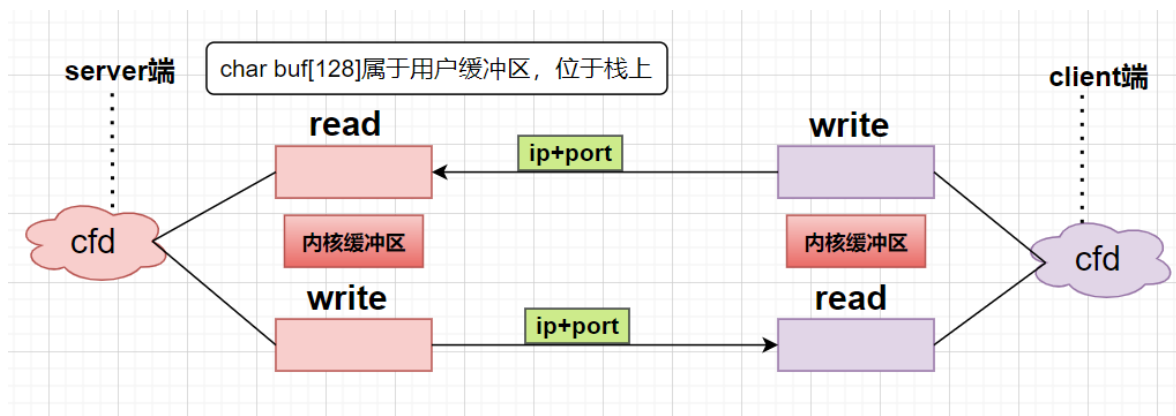 server端
char buf[128]属于用户缓冲区，位于栈上
client端
read
write
ip+port
cfd
内核缓冲区
内核缓冲区
cfd
write
read
ip+port